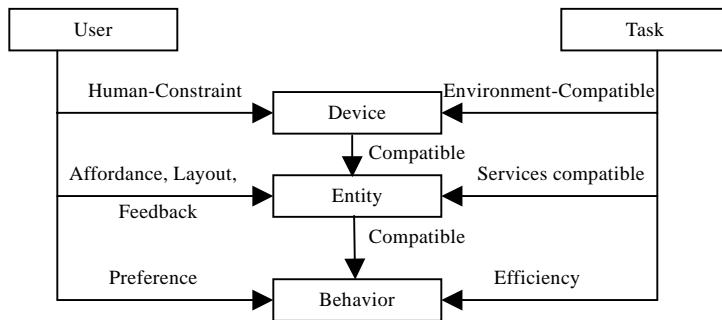 User
Task
Human-Constraint
Environment-Compatible
Device
Compatible
Affordance, Layout,
Feedback
Services compatible
Entity
Compatible
Preference
Efficiency
Behavior